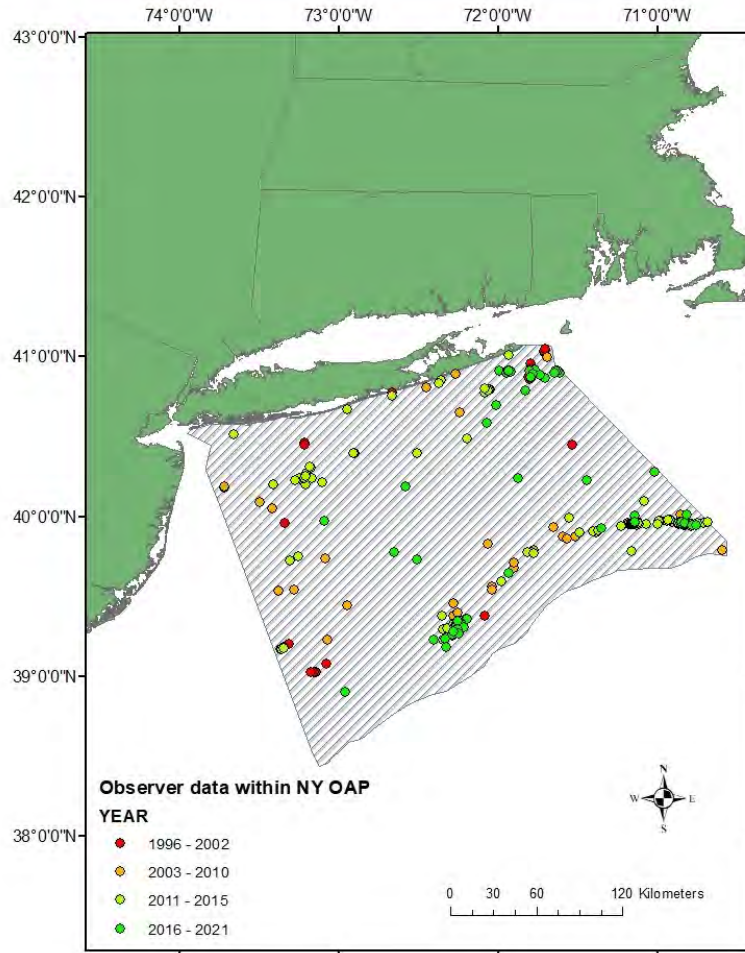 74°0'0"W 73°0'0"W 72°0'0"W 71°0'0"W
43°0'0"N
42°0'0"N
41°0'0"N
40°0'0"N
39°0'0"N
38°0'0"N
Observer data within NY OAP
YEAR
1996 - 2002
2003 - 2010
2011 - 2015
2016 - 2021
N
W E
S
0 30 60 120 Kilometers